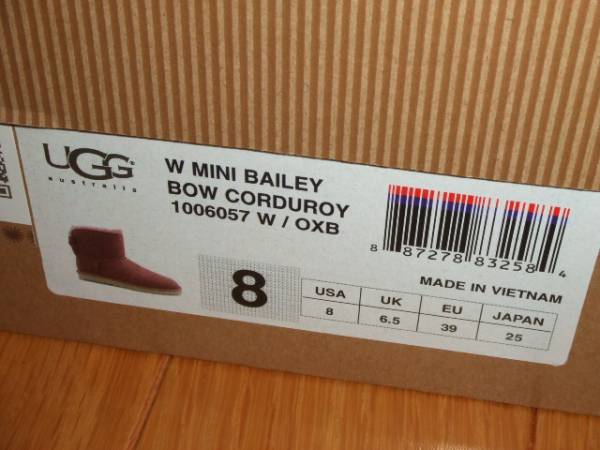 UGG
australia
W MINI BAILEY
BOW CORDUROY
1006057 W / OXB
8
8 87278 83258 4
MADE IN VIETNAM
USA UK EU JAPAN
8 6.5 39 25